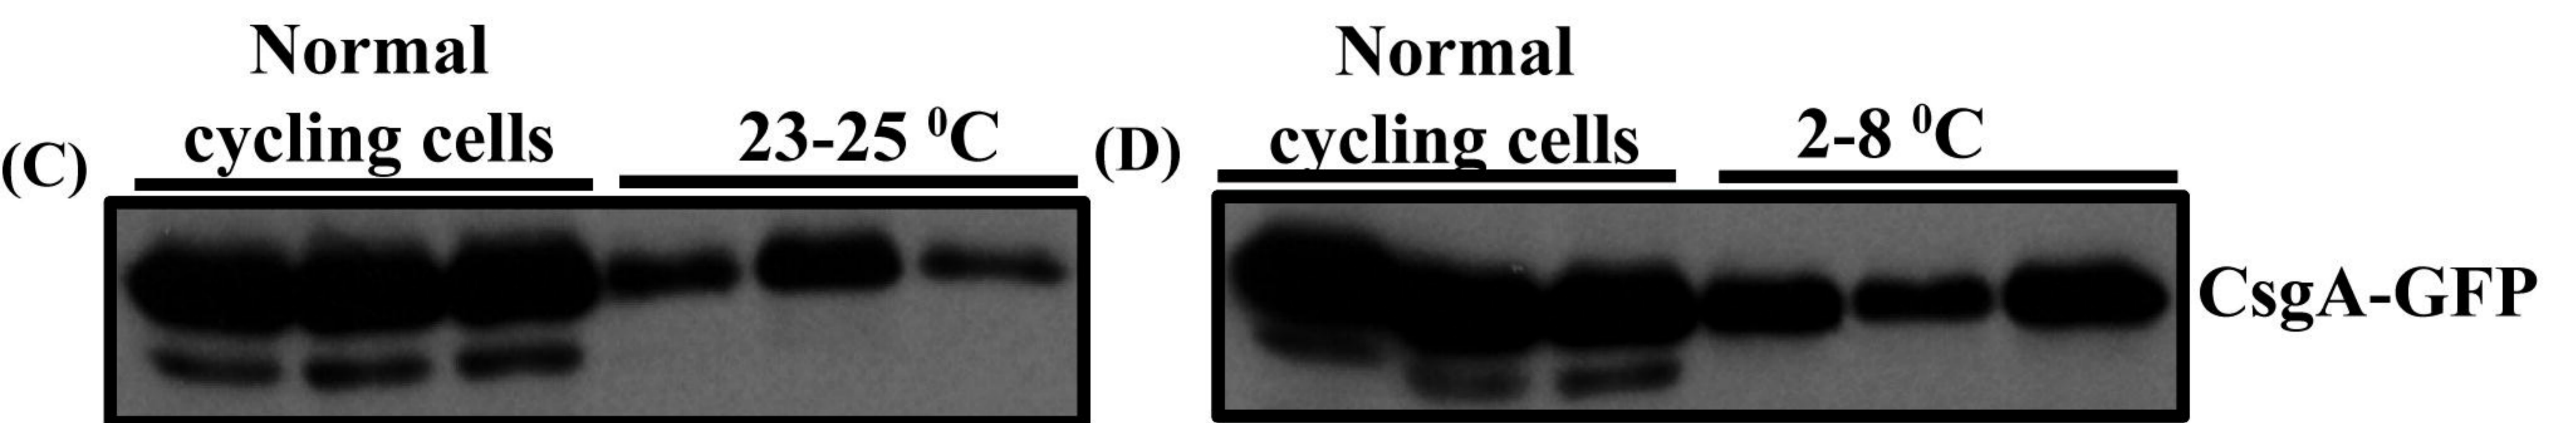 (C)
Normal
cycling cells
23-25 ⁰C
(D)
Normal
cycling cells
2-8 ⁰C
CsgA-GFP